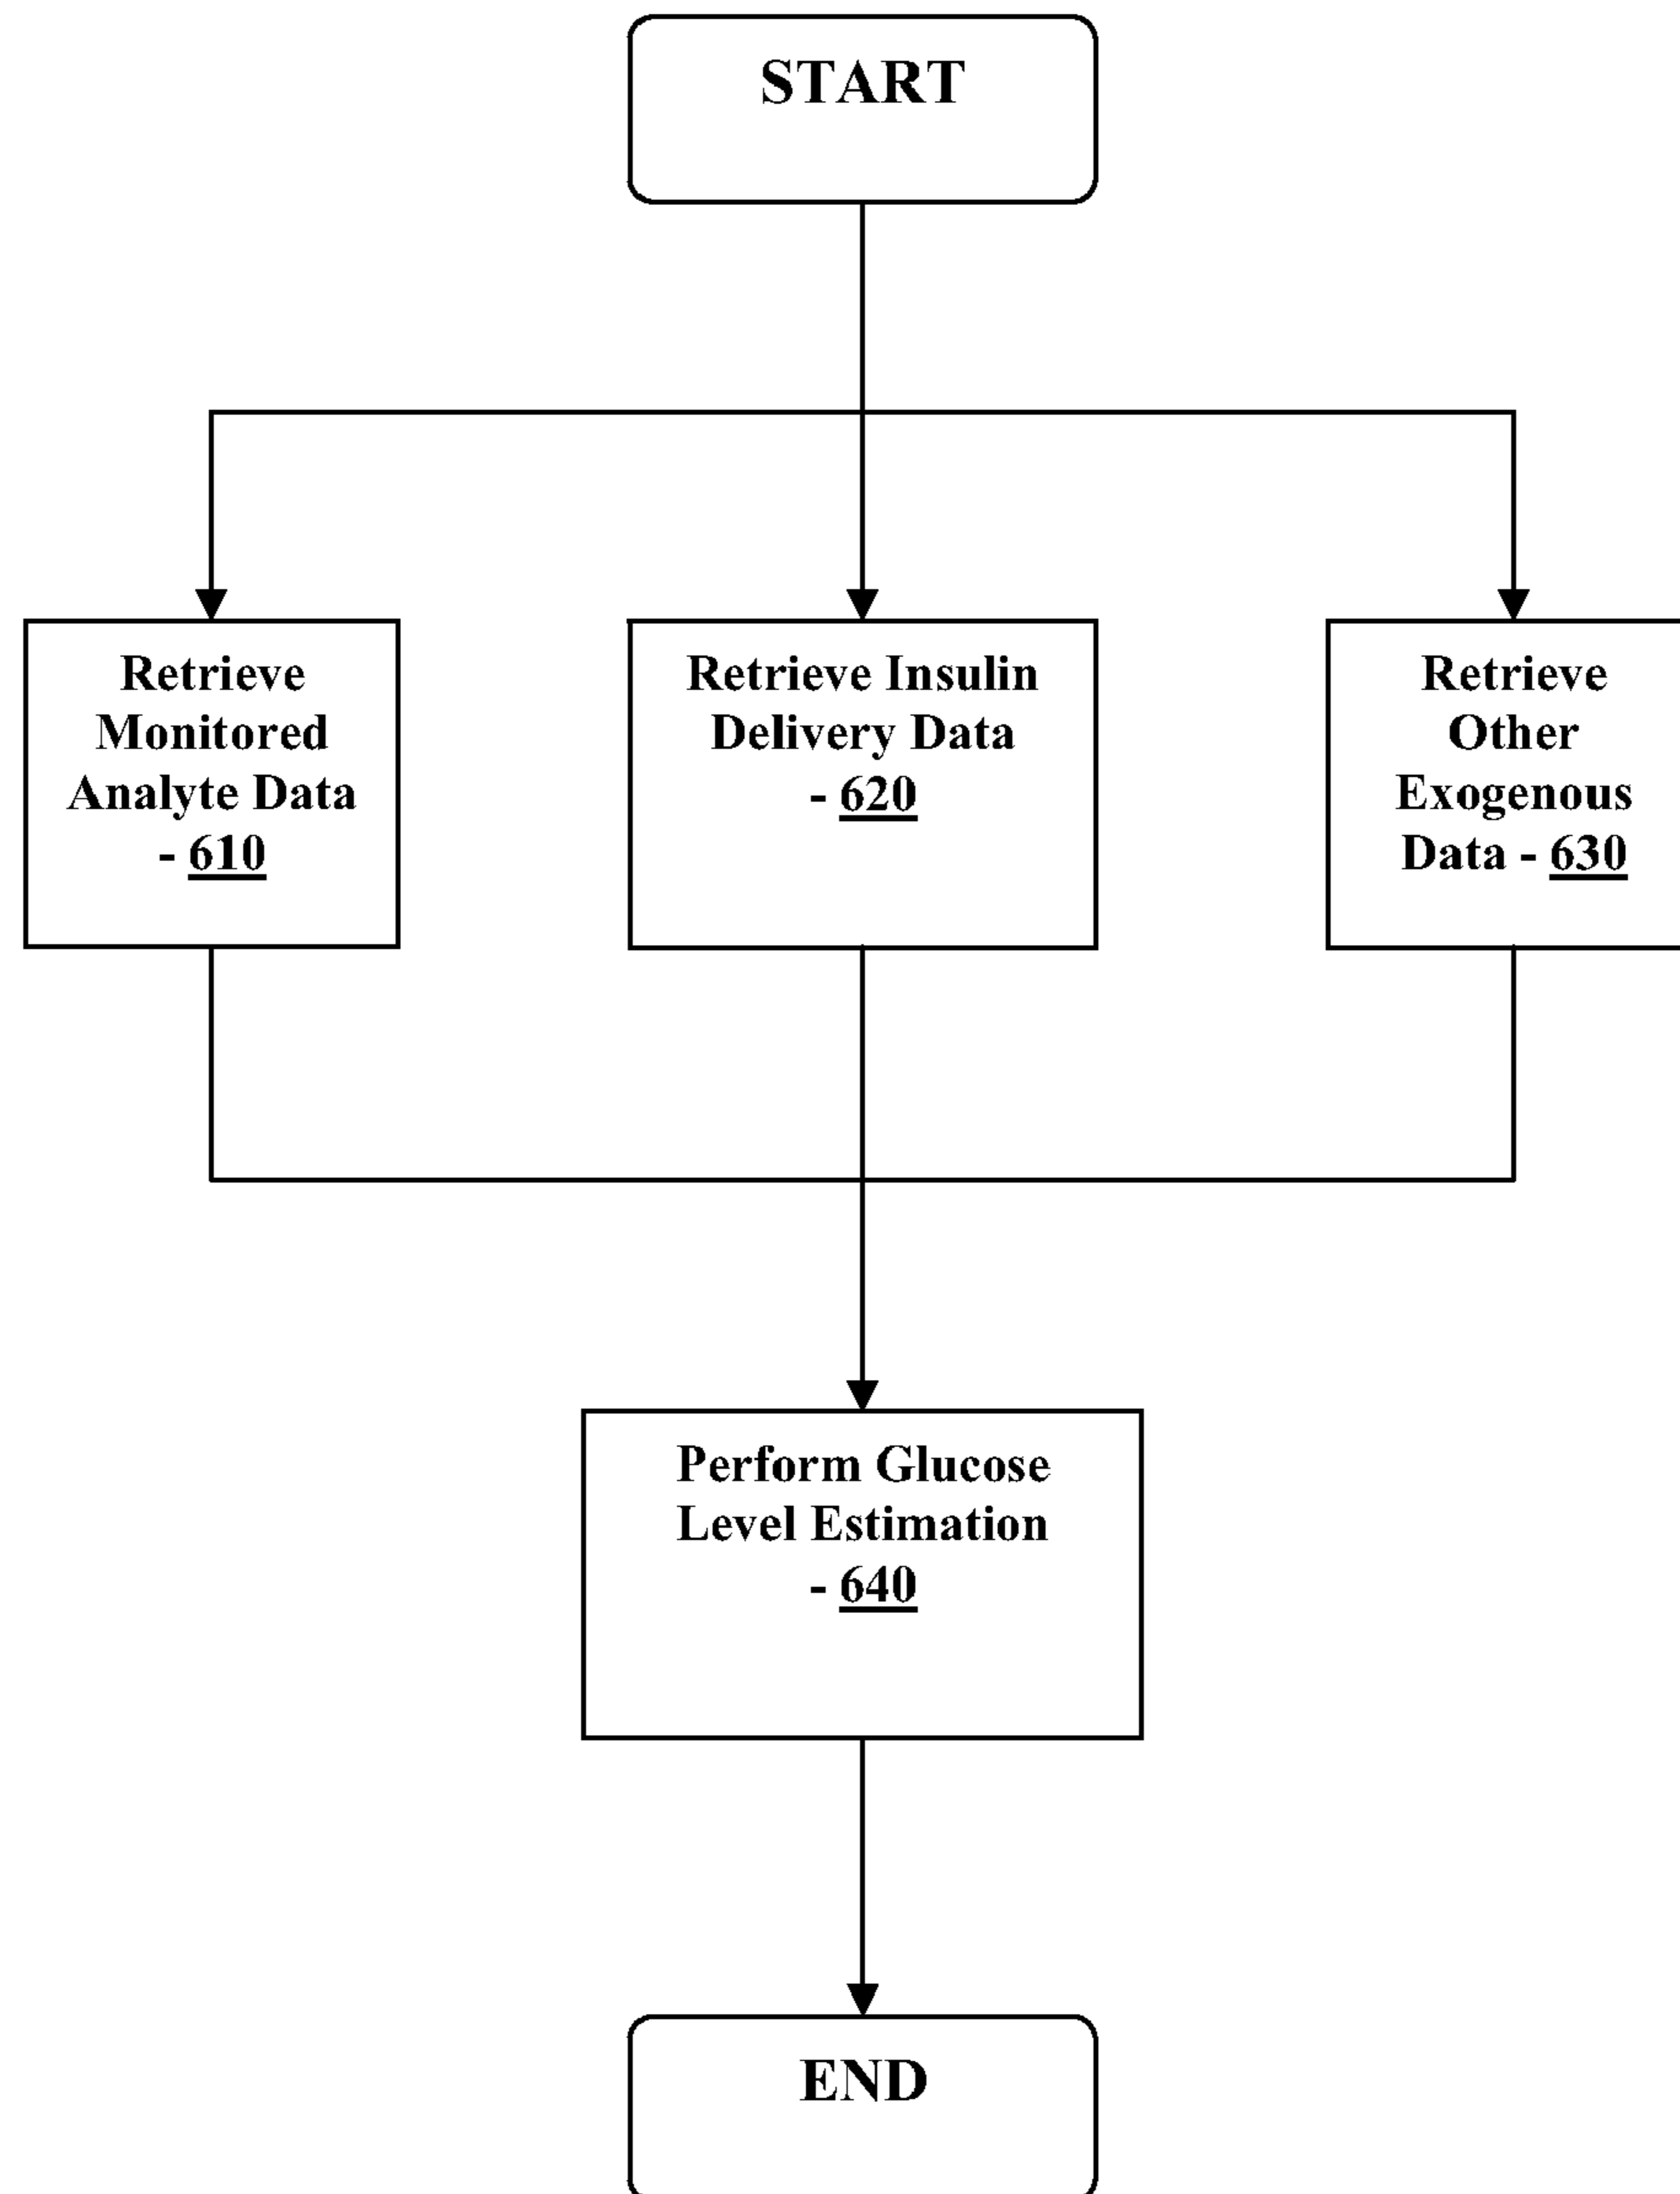 START
Retrieve
Monitored
Analyte Data
- 610
Retrieve Insulin
Delivery Data
- 620
Retrieve
Other
Exogenous
Data - 630
Perform Glucose
Level Estimation
- 640
END